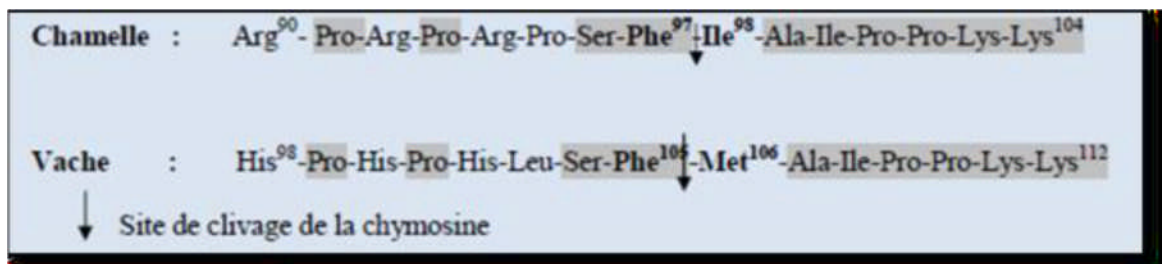 Chamelle : Arg⁹⁰- Pro-Arg-Pro-Arg-Pro-Ser-Phe⁹⁷-Ile⁹⁸-Ala-Ile-Pro-Pro-Lys-Lys¹⁰⁴
Vache : His⁹⁸-Pro-His-Pro-His-Leu-Ser-Phe¹⁰⁵-Met¹⁰⁶-Ala-Ile-Pro-Pro-Lys-Lys¹¹²
Site de clivage de la chymosine